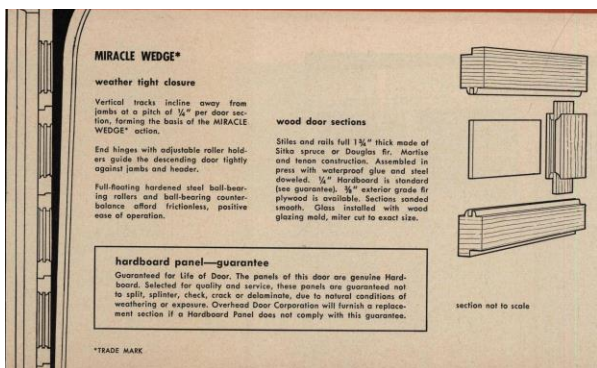 MIRACLE WEDGE*
weather tight closure
Vertical tracks incline away from
jambs at a pitch of ¼" per door sec-
tion, forming the basis of the MIRACLE
WEDGE* action.
End hinges with adjustable roller hold-
ers guide the descending door tightly
against jambs and header.
Full-floating hardened steel ball-bear-
ing rollers and ball-bearing counter-
balance afford frictionless, positive
ease of operation.
wood door sections
Stiles and rails full 1¾" thick made of
Sitka spruce or Douglas fir. Mortise
and tenon construction. Assembled in
press with waterproof glue and steel
doweled. ¼" Hardboard is standard
(see guarantee). ⅜" exterior grade fir
plywood is available. Sections sanded
smooth. Glass installed with wood
glazing mold, miter cut to exact size.
hardboard panel—guarantee
Guaranteed for Life of Door. The panels of this door are genuine Hard-
board. Selected for quality and service, these panels are guaranteed not
to split, splinter, check, crack or delaminate, due to natural conditions of
weathering or exposure. Overhead Door Corporation will furnish a replace-
ment section if a Hardboard Panel does not comply with this guarantee.
section not to scale
*TRADE MARK